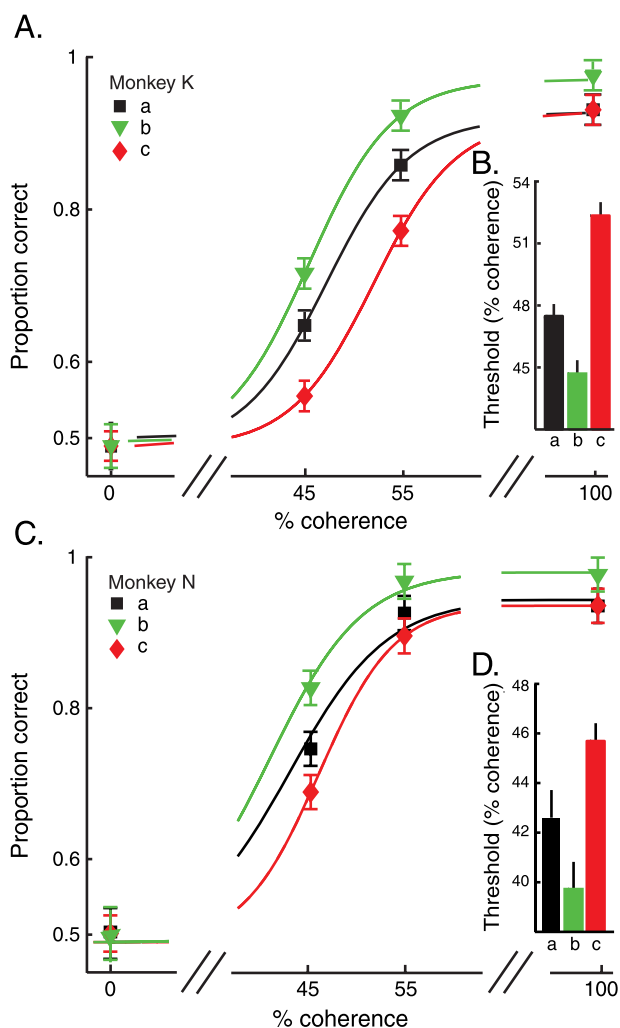 A.
1
Monkey K
a
b
c
0.8
0.6
0.5
Proportion correct
0
45
55
100
% coherence
B.
54
51
48
45
Threshold (% coherence)
a b c
C.
1
Monkey N
a
b
c
0.8
0.6
0.5
Proportion correct
0
45
55
100
% coherence
D.
48
46
44
42
40
Threshold (% coherence)
a b c